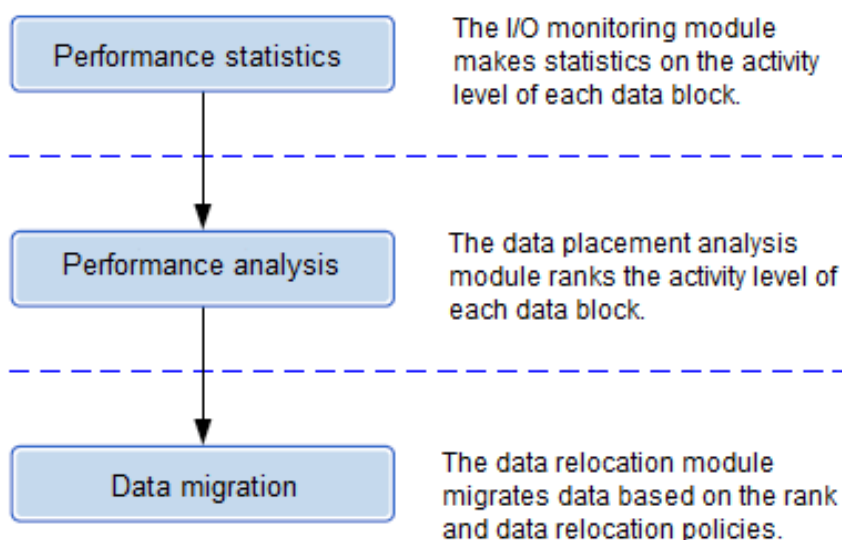 Performance statistics
The I/O monitoring module
makes statistics on the activity
level of each data block.
Performance analysis
The data placement analysis
module ranks the activity level of
each data block.
Data migration
The data relocation module
migrates data based on the rank
and data relocation policies.